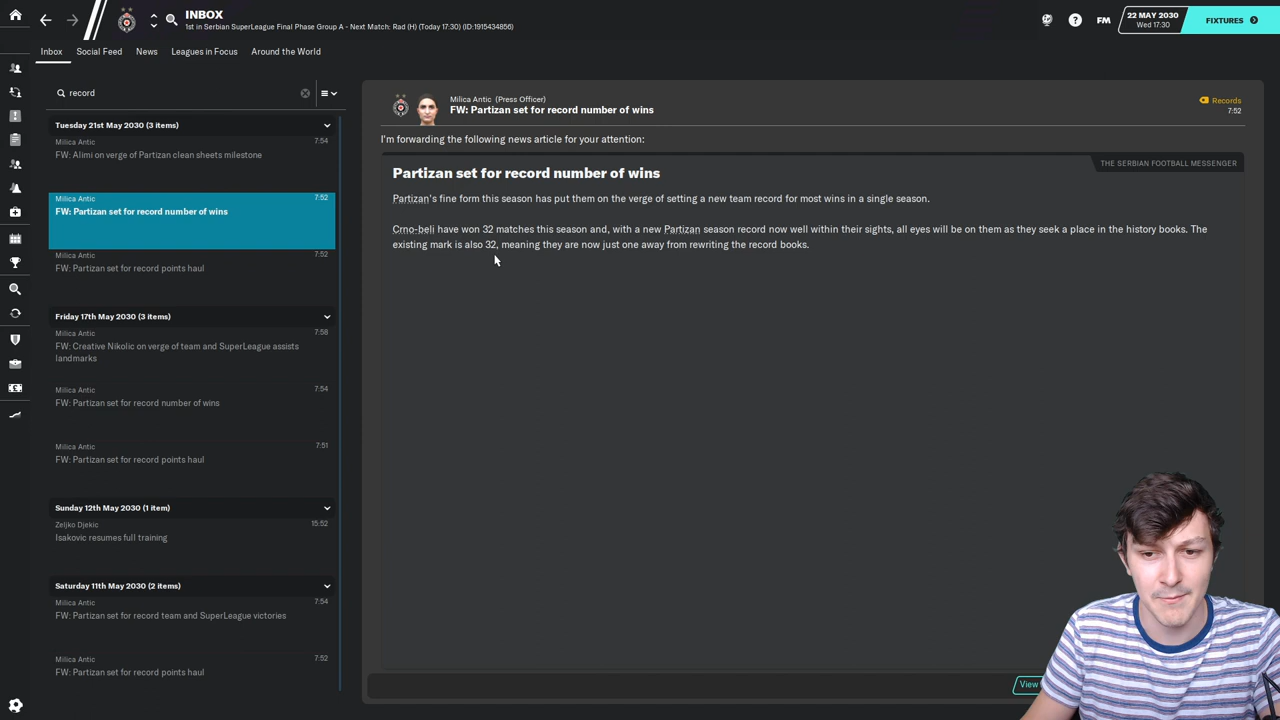 INBOX
1st in Serbian SuperLeague Final Phase Group A - Next Match: Rad (H) (Today 17:30) (ID:1915434856)
FM
22 MAY 2030
Wed 17:30
FIXTURES
Inbox
Social Feed
News
Leagues in Focus
Around the World
record
Tuesday 21st May 2030 (3 items)
Milica Antic
7:54
FW: Alimi on verge of Partizan clean sheets milestone
Milica Antic
7:52
FW: Partizan set for record number of wins
Milica Antic
7:52
FW: Partizan set for record points haul
Friday 17th May 2030 (3 items)
Milica Antic
7:58
FW: Creative Nikolic on verge of team and SuperLeague assists
landmarks
Milica Antic
7:54
FW: Partizan set for record number of wins
Milica Antic
7:51
FW: Partizan set for record points haul
Sunday 12th May 2030 (1 item)
Zeljko Djekic
15:52
Isakovic resumes full training
Saturday 11th May 2030 (2 items)
Milica Antic
7:54
FW: Partizan set for record team and SuperLeague victories
Milica Antic
7:52
FW: Partizan set for record points haul
Milica Antic (Press Officer)
FW: Partizan set for record number of wins
Records
7:52
I'm forwarding the following news article for your attention:
THE SERBIAN FOOTBALL MESSENGER
Partizan set for record number of wins
Partizan's fine form this season has put them on the verge of setting a new team record for most wins in a single season.
Crno-beli have won 32 matches this season and, with a new Partizan season record now well within their sights, all eyes will be on them as they seek a place in the history books. The
existing mark is also 32, meaning they are now just one away from rewriting the record books.
View